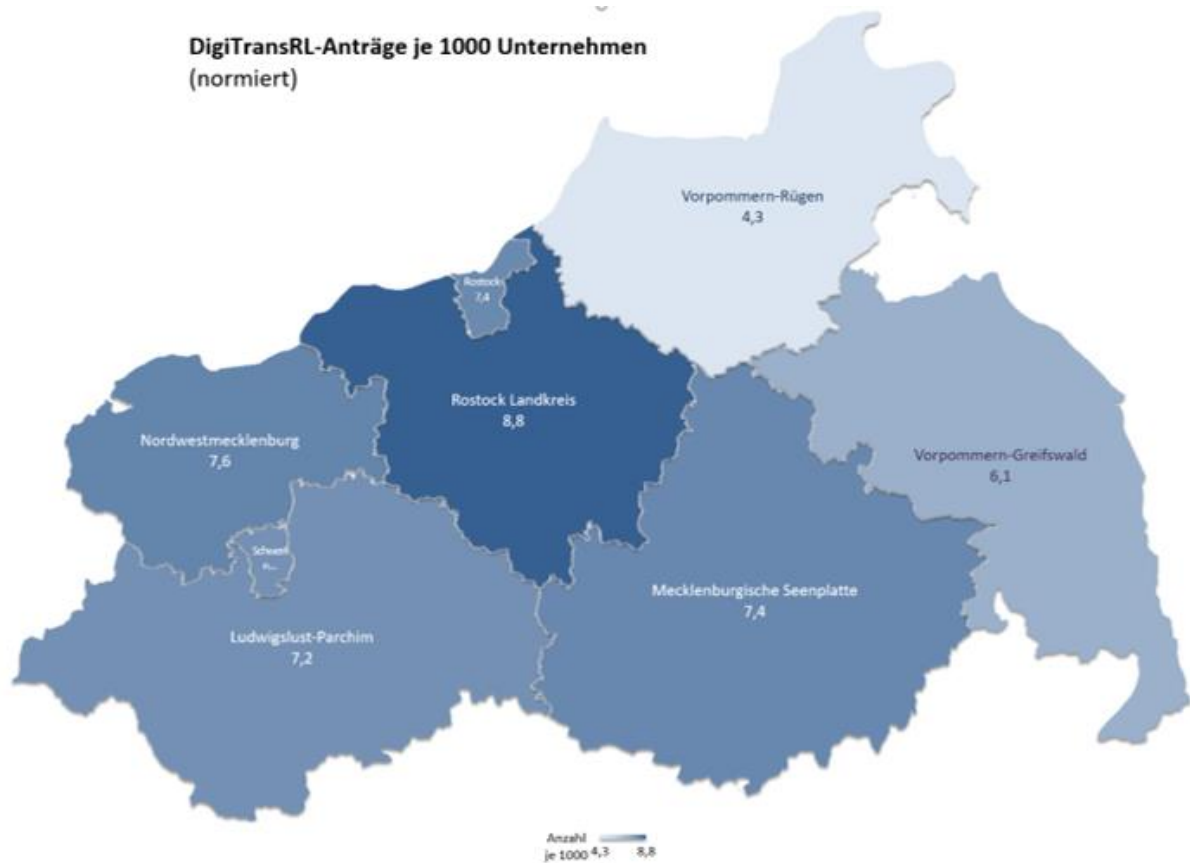 DigiTransRL-Anträge je 1000 Unternehmen
(normiert)
Vorpommern-Rügen
4,3
Rostock
7,4
Rostock Landkreis
8,8
Nordwestmecklenburg
7,6
Vorpommern-Greifswald
6,1
Schweri
n...
Mecklenburgische Seenplatte
7,4
Ludwigslust-Parchim
7,2
Anzahl
je 1000 4,3 8,8